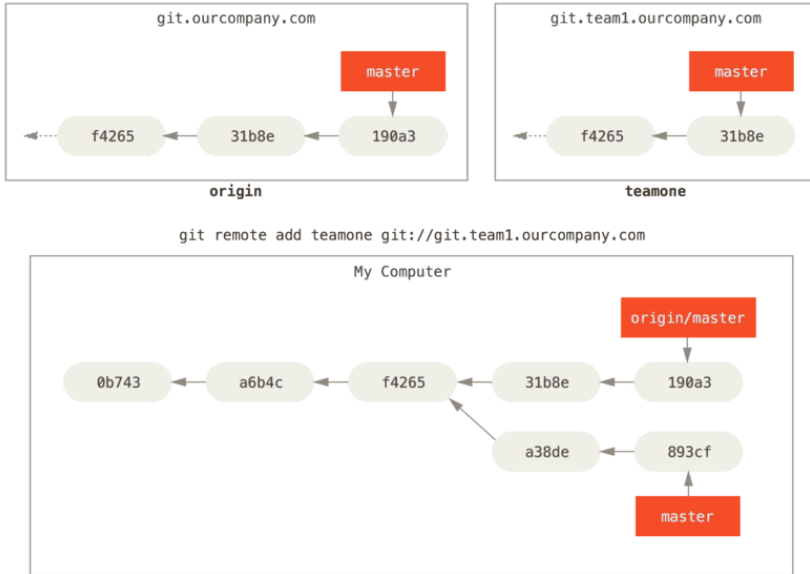 git.ourcompany.com
master
f4265 31b8e 190a3
origin
git.team1.ourcompany.com
master
f4265 31b8e
teamone
git remote add teamone git://git.team1.ourcompany.com
My Computer
origin/master
0b743 a6b4c f4265 31b8e 190a3
a38de 893cf
master